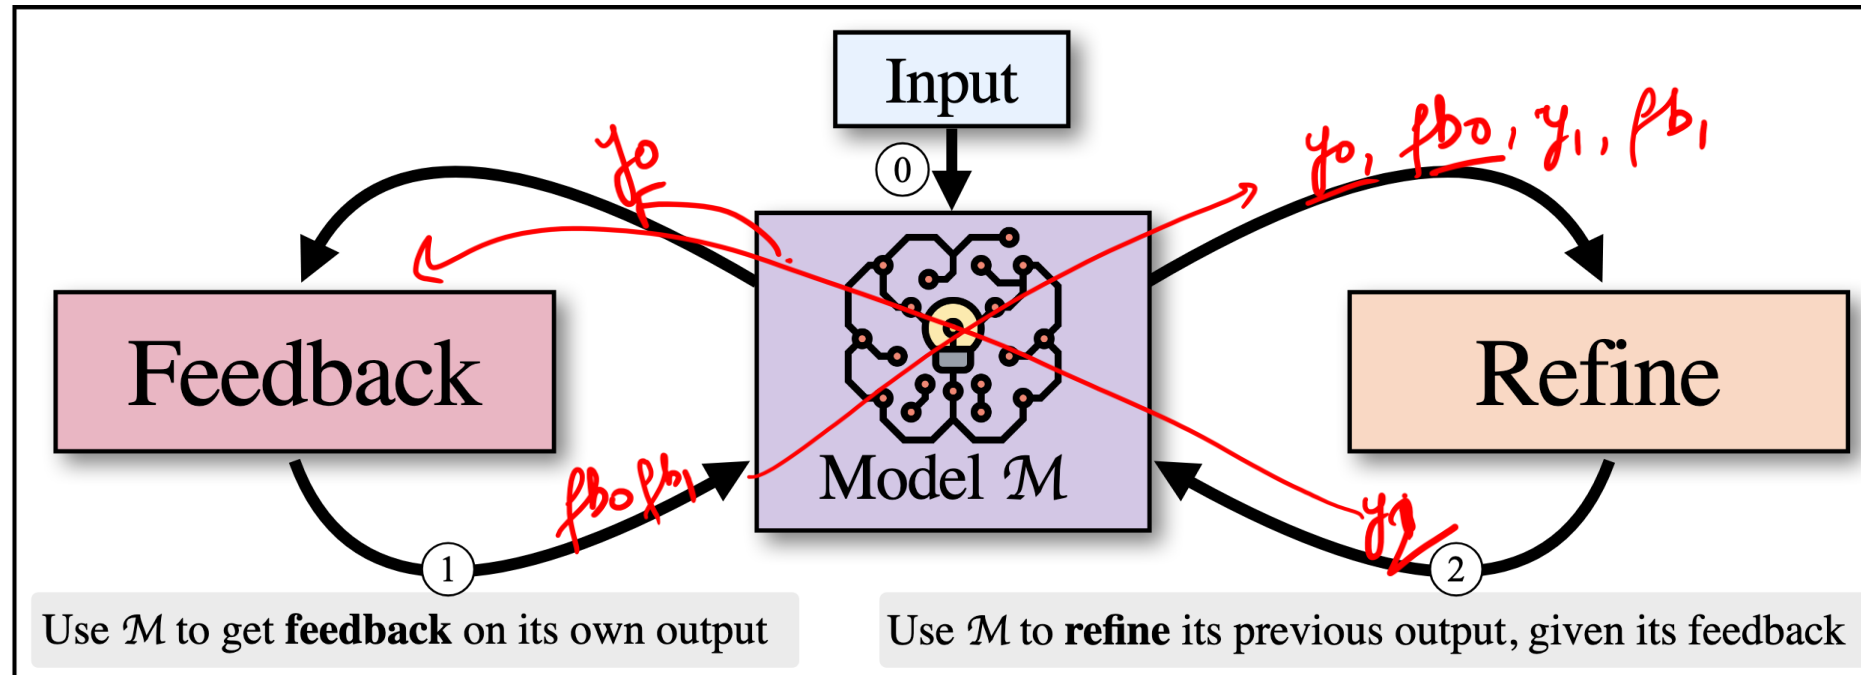 Input
0
y0
y0, fb0, y1, fb1
Feedback
Refine
Model ℳ
fb0 fb1
1
2
Use ℳ to get feedback on its own output
Use ℳ to refine its previous output, given its feedback